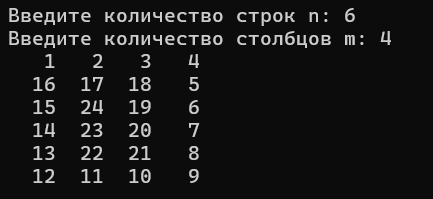 Введите количество строк n: 6
Введите количество столбцов m: 4
1 2 3 4
16 17 18 5
15 24 19 6
14 23 20 7
13 22 21 8
12 11 10 9